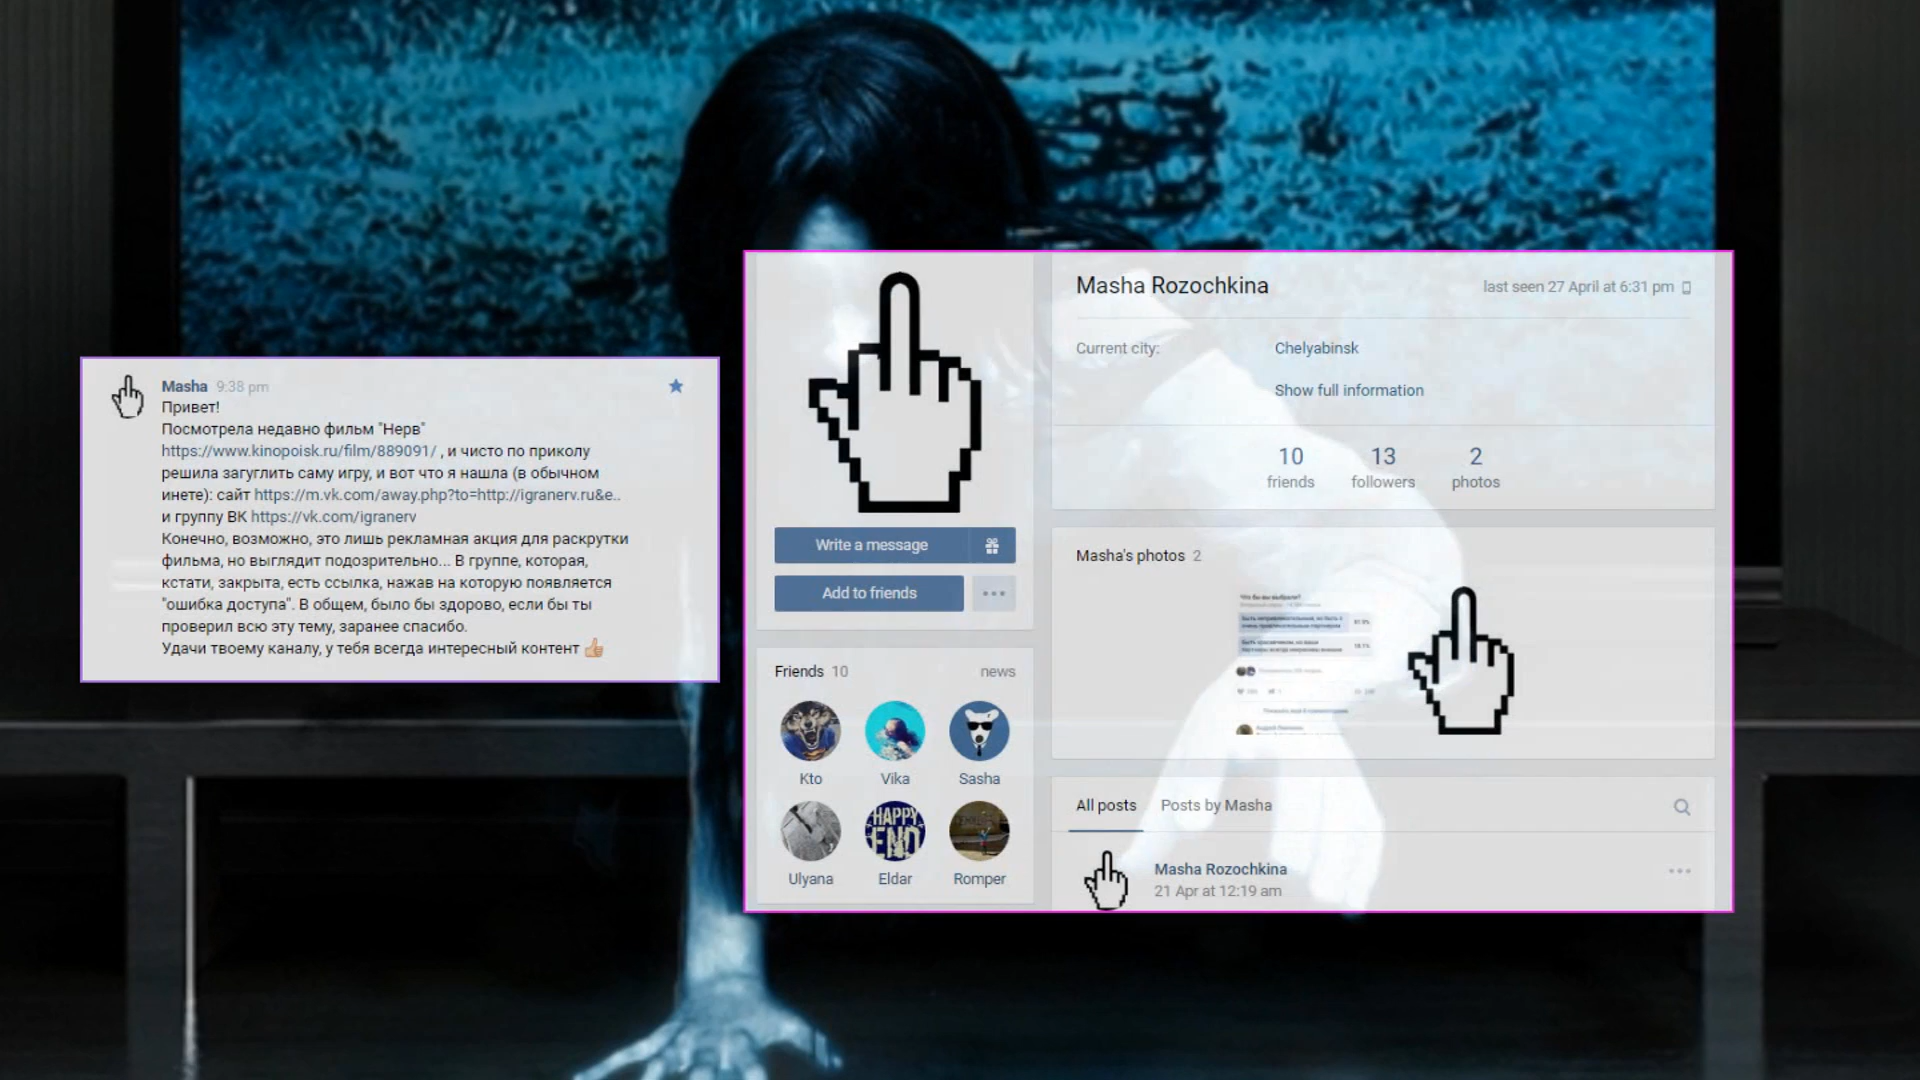 Masha 9:38 pm
Привет!
Посмотрела недавно фильм "Нерв"
https://www.kinopoisk.ru/film/889091/ , и чисто по приколу
решила загуглить саму игру, и вот что я нашла (в обычном
инете): сайт https://m.vk.com/away.php?to=http://igranerv.ru&e..
и группу ВК https://vk.com/igranerv
Конечно, возможно, это лишь рекламная акция для раскрутки
фильма, но выглядит подозрительно... В группе, которая,
кстати, закрыта, есть ссылка, нажав на которую появляется
"ошибка доступа". В общем, было бы здорово, если бы ты
проверил всю эту тему, заранее спасибо.
Удачи твоему каналу, у тебя всегда интересный контент 👍
Write a message
Add to friends
Friends 10 news
Kto Vika Sasha
HAPPY
END
Ulyana Eldar Romper
Masha Rozochkina last seen 27 April at 6:31 pm
Current city: Chelyabinsk
Show full information
10 13 2
friends followers photos
Masha's photos 2
Что бы вы выбрали?
All posts Posts by Masha
Masha Rozochkina
21 Apr at 12:19 am